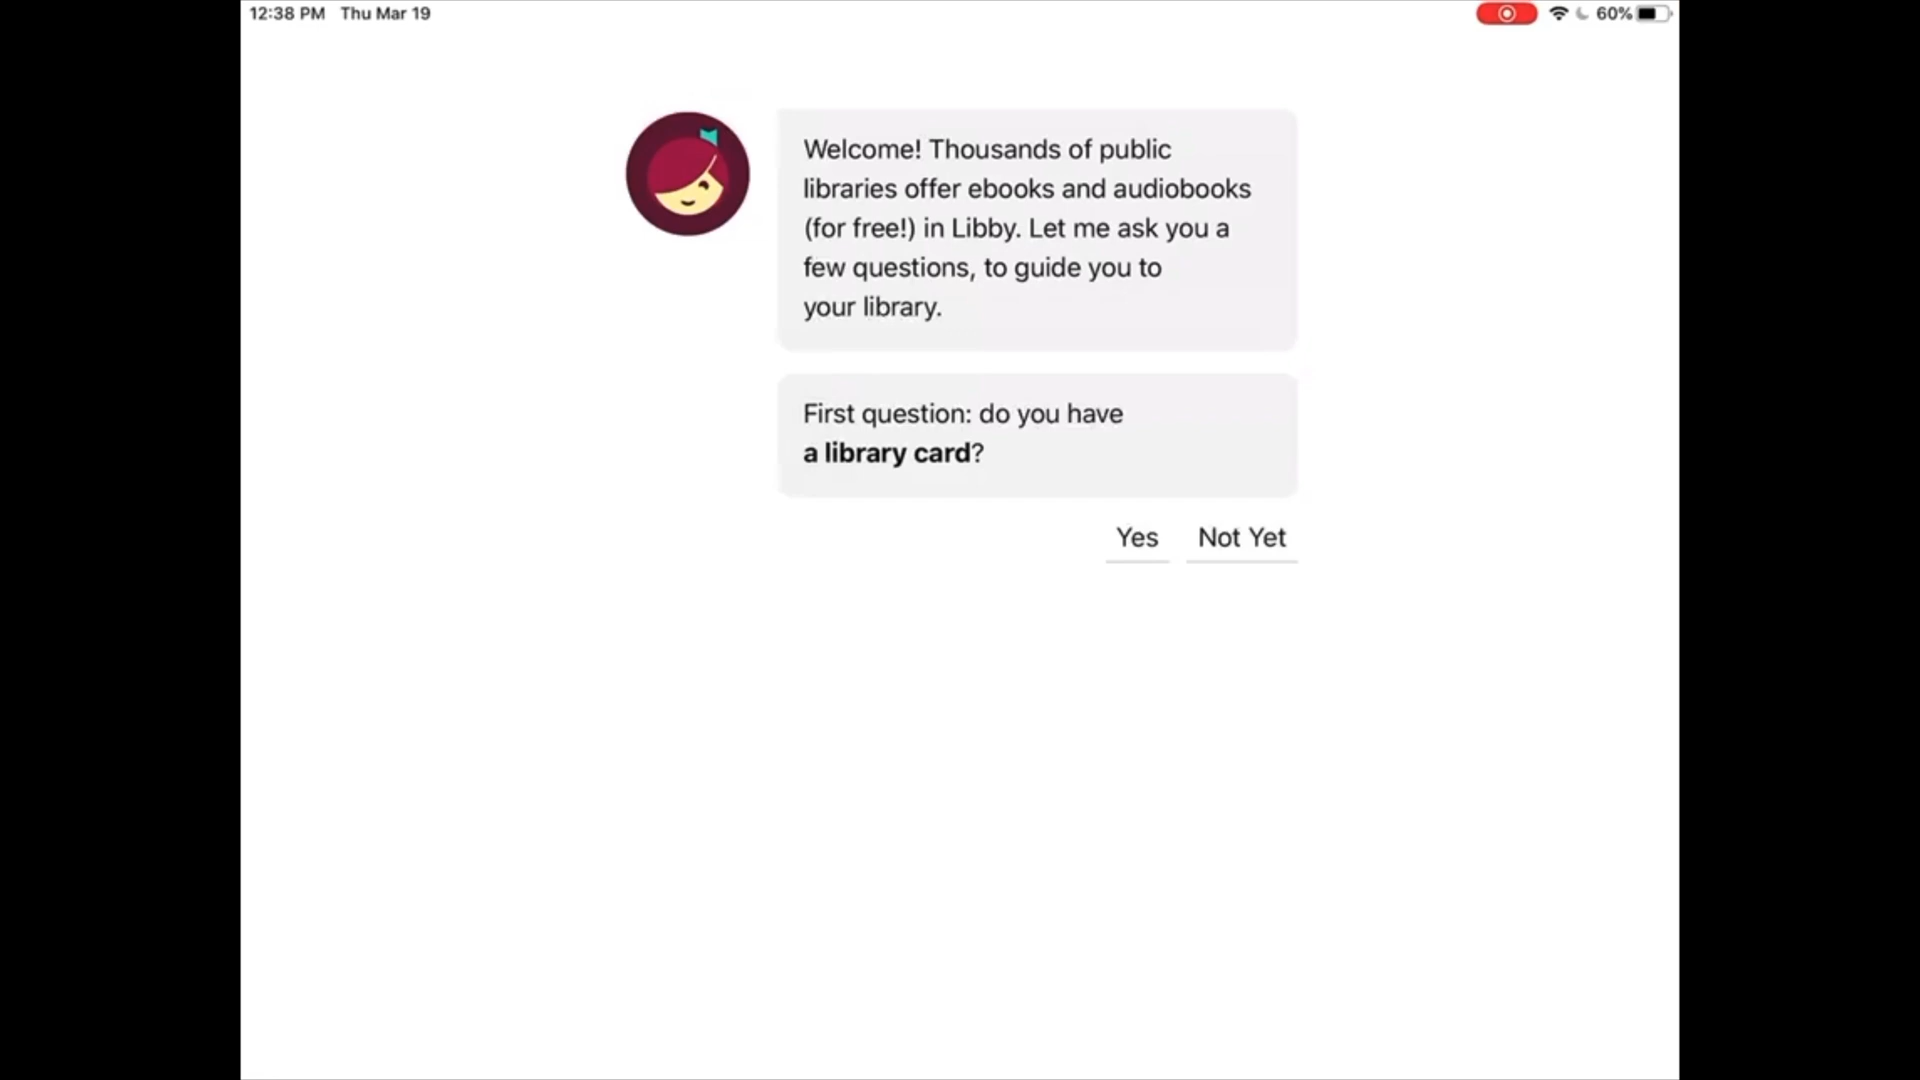 12:38 PM Thu Mar 19
60%
Welcome! Thousands of public
libraries offer ebooks and audiobooks
(for free!) in Libby. Let me ask you a
few questions, to guide you to
your library.
First question: do you have
a library card?
Yes Not Yet